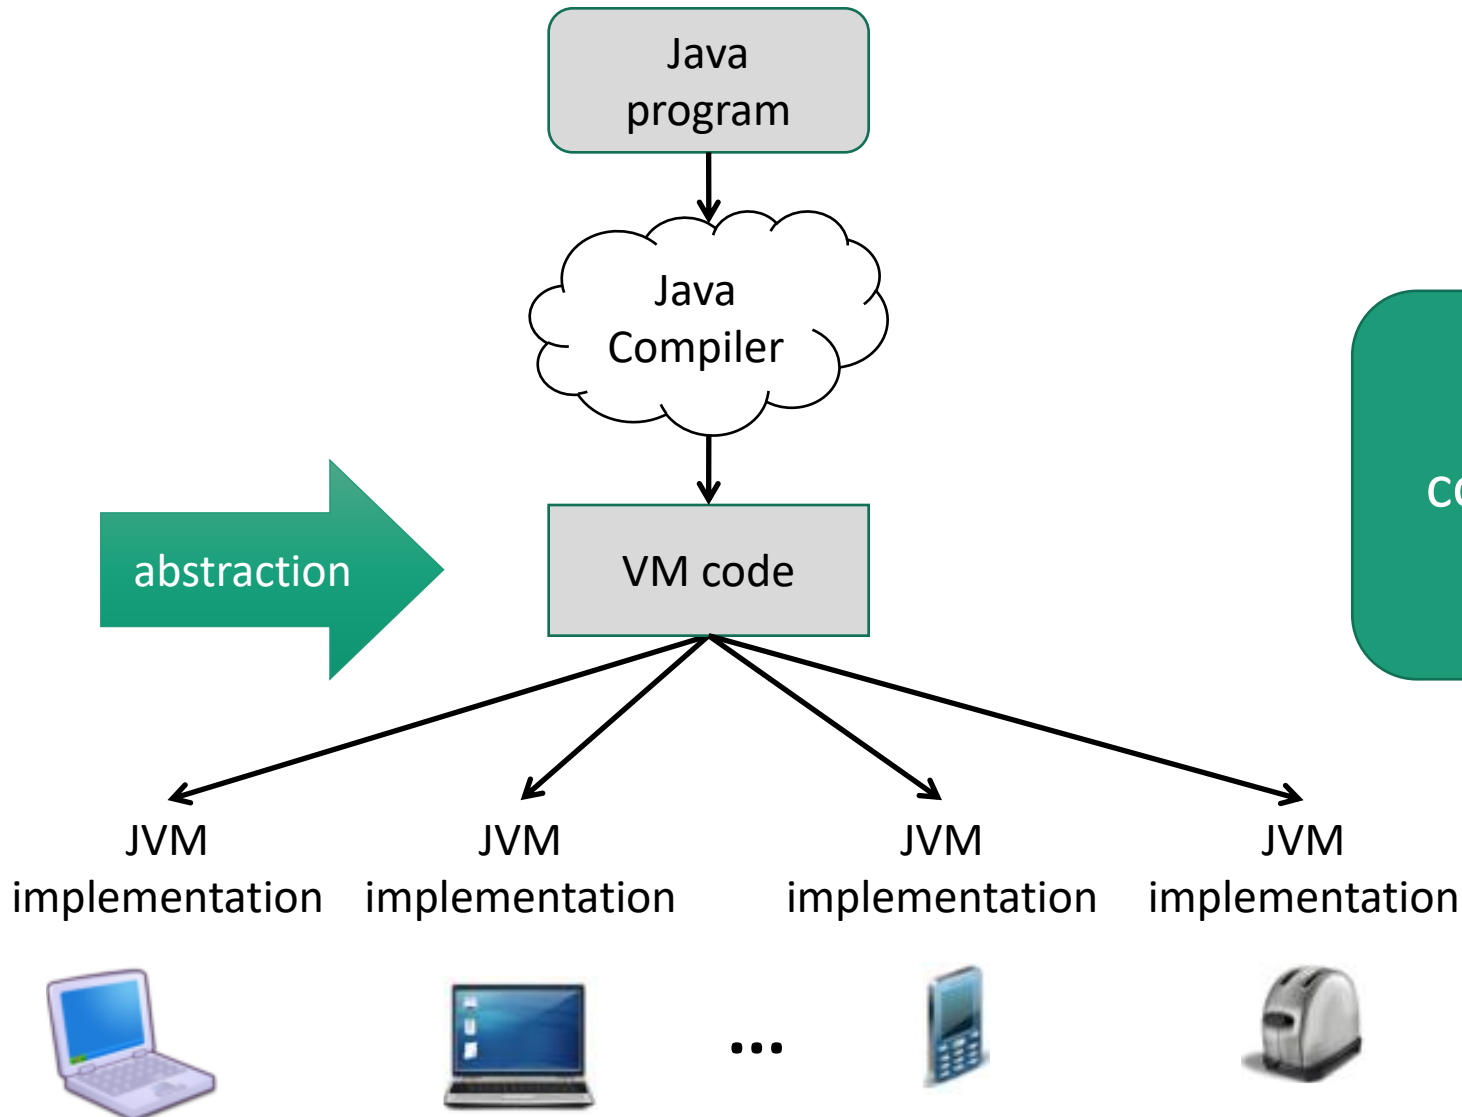 Java
program
Java
Compiler
abstraction
VM code
JVM
implementation
JVM
implementation
JVM
implementation
JVM
implementation
...